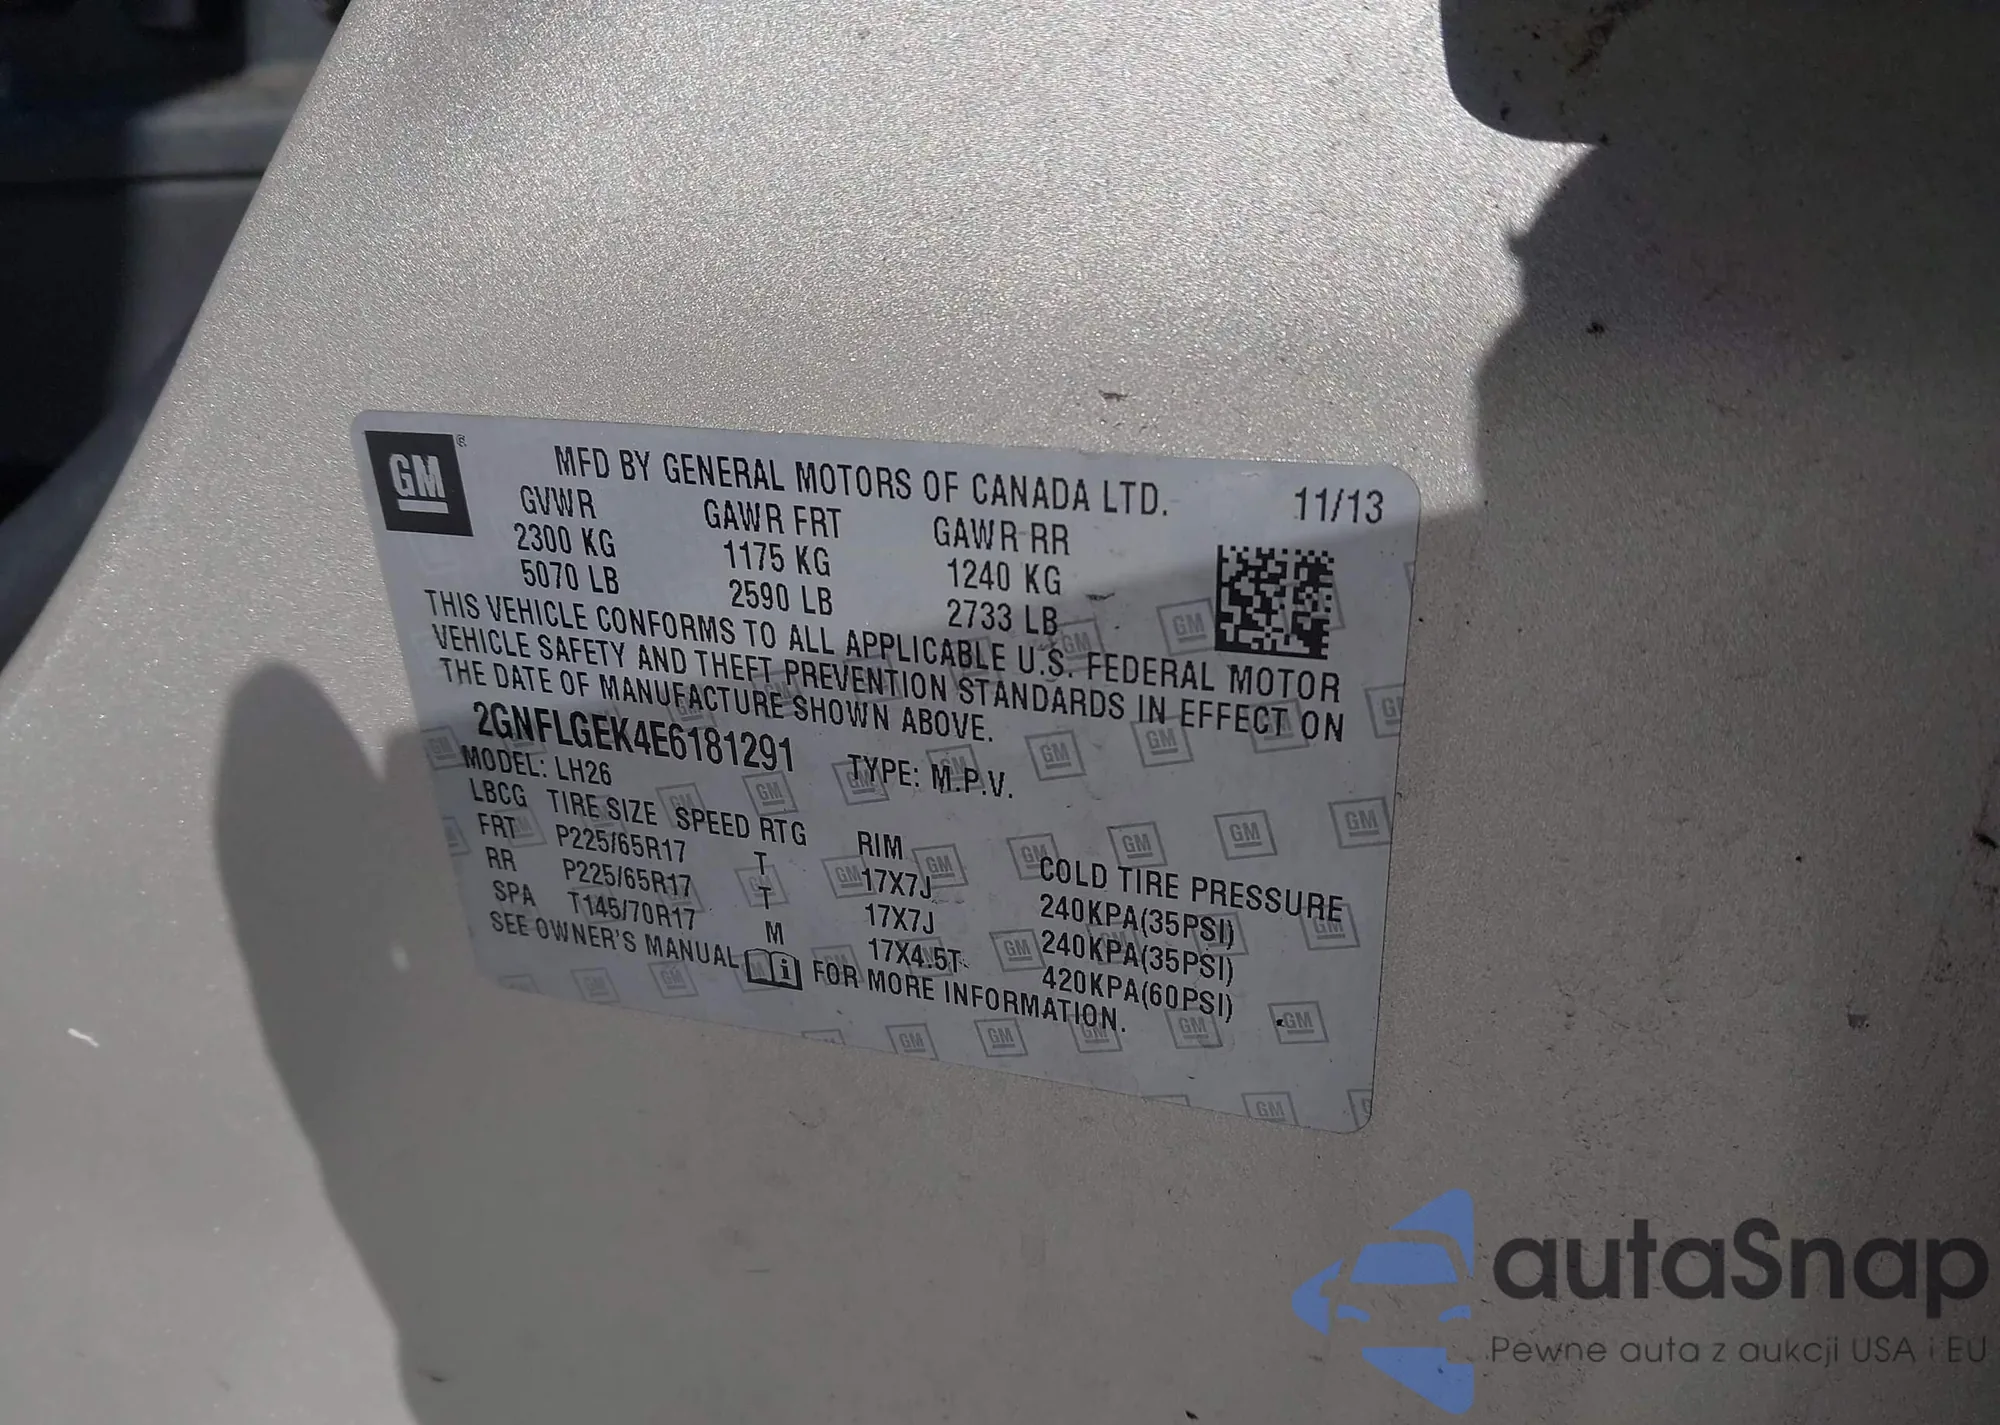 GM
MFD BY GENERAL MOTORS OF CANADA LTD. 11/13
GVWR GAWR FRT GAWR RR
2300 KG 1175 KG 1240 KG
5070 LB 2590 LB 2733 LB
THIS VEHICLE CONFORMS TO ALL APPLICABLE U.S. FEDERAL MOTOR
VEHICLE SAFETY AND THEFT PREVENTION STANDARDS IN EFFECT ON
THE DATE OF MANUFACTURE SHOWN ABOVE.
2GNFLGEK4E6181291 TYPE: M.P.V.
MODEL: LH26
LBCG TIRE SIZE SPEED RTG RIM COLD TIRE PRESSURE
FRT P225/65R17 T 17X7J 240KPA(35PSI)
RR P225/65R17 T 17X7J 240KPA(35PSI)
SPA T145/70R17 M 17X4.5T 420KPA(60PSI)
SEE OWNER'S MANUAL FOR MORE INFORMATION.
autaSnap
Pewne auta z aukcji USA i EU